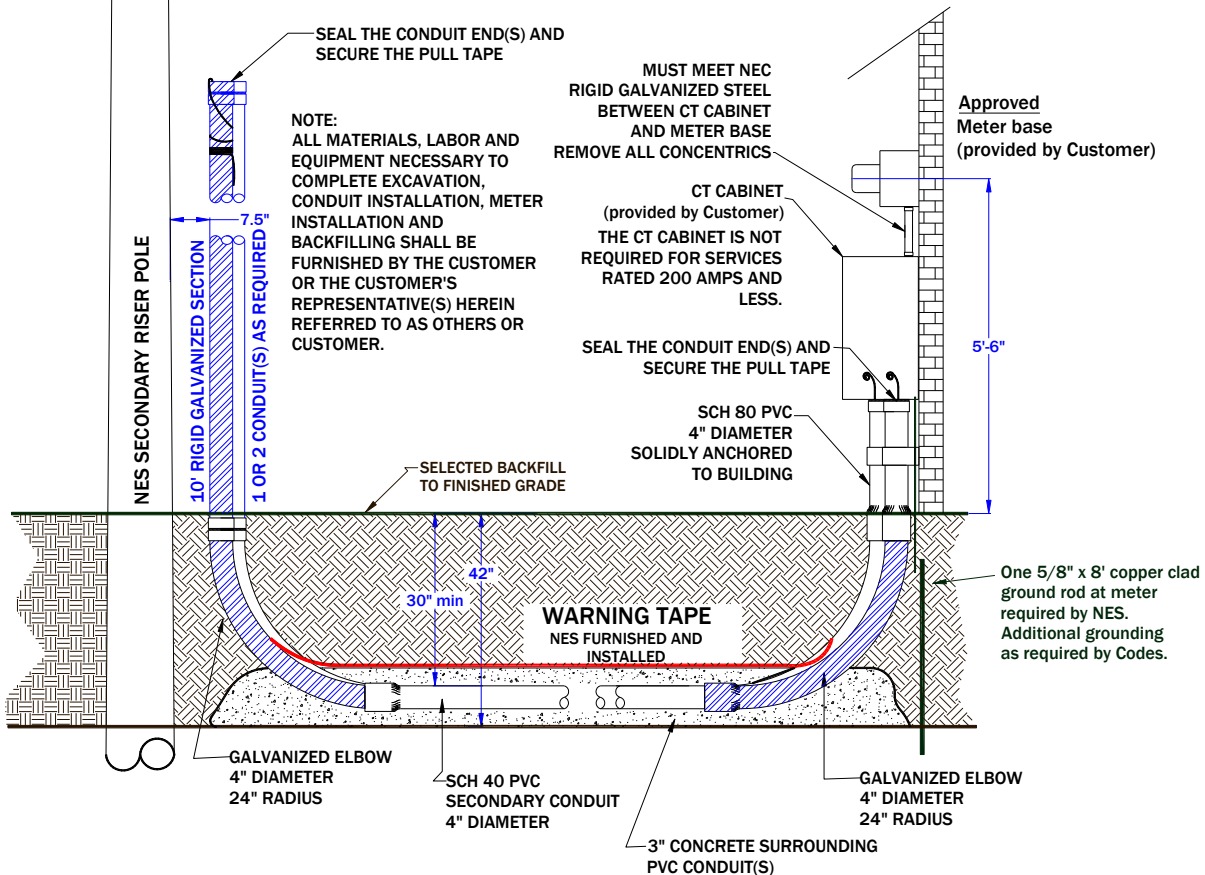 SEAL THE CONDUIT END(S) AND
SECURE THE PULL TAPE
NOTE:
ALL MATERIALS, LABOR AND
EQUIPMENT NECESSARY TO
COMPLETE EXCAVATION,
CONDUIT INSTALLATION, METER
INSTALLATION AND
BACKFILLING SHALL BE
FURNISHED BY THE CUSTOMER
OR THE CUSTOMER'S
REPRESENTATIVE(S) HEREIN
REFERRED TO AS OTHERS OR
CUSTOMER.
MUST MEET NEC
RIGID GALVANIZED STEEL
BETWEEN CT CABINET
AND METER BASE
REMOVE ALL CONCENTRICS
Approved
Meter base
(provided by Customer)
CT CABINET
(provided by Customer)
THE CT CABINET IS NOT
REQUIRED FOR SERVICES
RATED 200 AMPS AND
LESS.
7.5"
NES SECONDARY RISER POLE
10' RIGID GALVANIZED SECTION
1 OR 2 CONDUIT(S) AS REQUIRED
SEAL THE CONDUIT END(S) AND
SECURE THE PULL TAPE
5'-6"
SCH 80 PVC
4" DIAMETER
SOLIDLY ANCHORED
TO BUILDING
SELECTED BACKFILL
TO FINISHED GRADE
42"
30" min
WARNING TAPE
NES FURNISHED AND
INSTALLED
One 5/8" x 8' copper clad
ground rod at meter
required by NES.
Additional grounding
as required by Codes.
GALVANIZED ELBOW
4" DIAMETER
24" RADIUS
SCH 40 PVC
SECONDARY CONDUIT
4" DIAMETER
GALVANIZED ELBOW
4" DIAMETER
24" RADIUS
3" CONCRETE SURROUNDING
PVC CONDUIT(S)